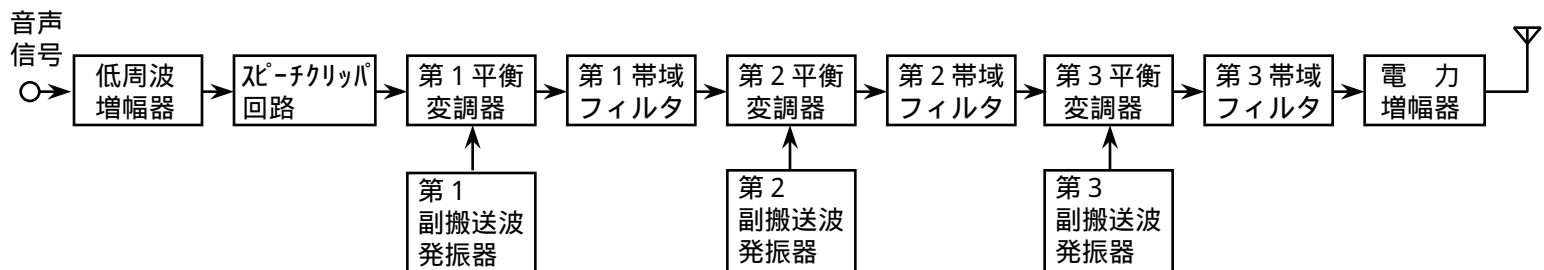 音声
信号
低周波
増幅器
スピーチクリッパ
回路
第1平衡
変調器
第1帯域
フィルタ
第2平衡
変調器
第2帯域
フィルタ
第3平衡
変調器
第3帯域
フィルタ
電　力
増幅器
第1
副搬送波
発振器
第2
副搬送波
発振器
第3
副搬送波
発振器